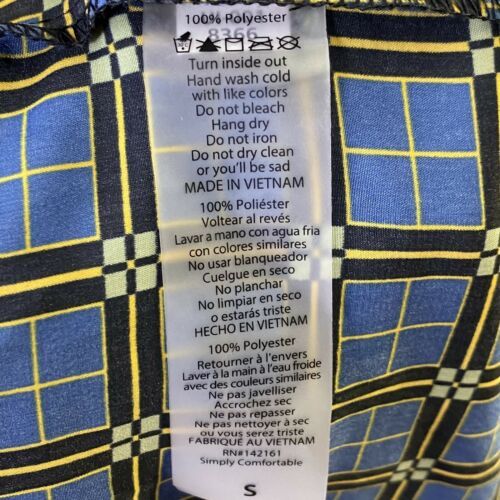 100% Polyester
8366
Turn inside out
Hand wash cold
with like colors
Do not bleach
Hang dry
Do not iron
Do not dry clean
or you'll be sad
MADE IN VIETNAM
100% Poliéster
Voltear al revés
Lavar a mano con agua fria
con colores similares
No usar blanqueador
Cuelgue en seco
No planchar
No limpiar en seco
o estarás triste
HECHO EN VIETNAM
100% Polyester
Retourner à l'envers
Laver à la main à l'eau froide
avec des couleurs similaires
Ne pas javelliser
Accrochez sec
Ne pas repasser
Ne pas nettoyer à sec
ou vous serez triste
FABRIQUE AU VIETNAM
RN#142161
Simply Comfortable
S